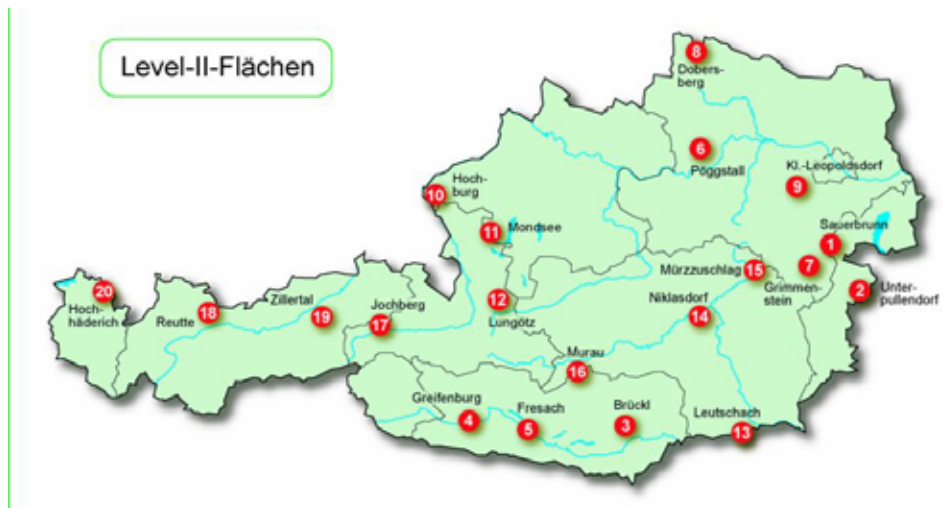 Level-II-Flächen
8
Dobers-
berg
6
Pöggstall
Kl.-Leopoldsdorf
9
10
Hoch-
burg
11
Mondsee
Sauerbrunn
1
7
Mürzzuschlag
15
Grimmen-
stein
2
Unter-
pullendorf
20
Hoch-
häderich
18
Reutte
Zillertal
19
Jochberg
17
12
Lungötz
Niklasdorf
14
Murau
16
Greifenburg
4
Fresach
5
Brückl
3
Leutschach
13